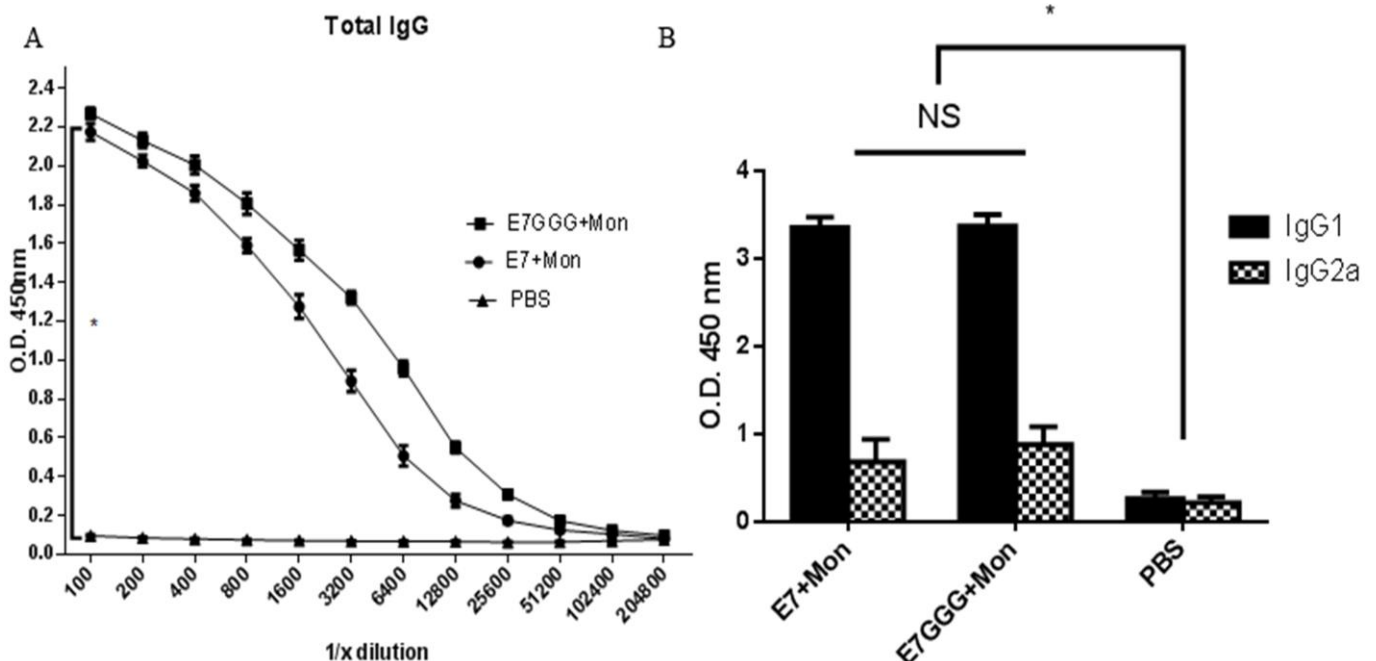 A
Total IgG
2.4
2.2
2.0
1.8
1.6
1.4
1.2
1.0
0.8
0.6
0.4
0.2
0.0
O.D. 450nm
*
E7GGG+Mon
E7+Mon
PBS
100
200
400
800
1600
3200
6400
12800
25600
51200
102400
204800
1/x dilution
B
*
NS
4
3
2
1
0
O.D. 450 nm
IgG1
IgG2a
E7+Mon
E7GGG+Mon
PBS